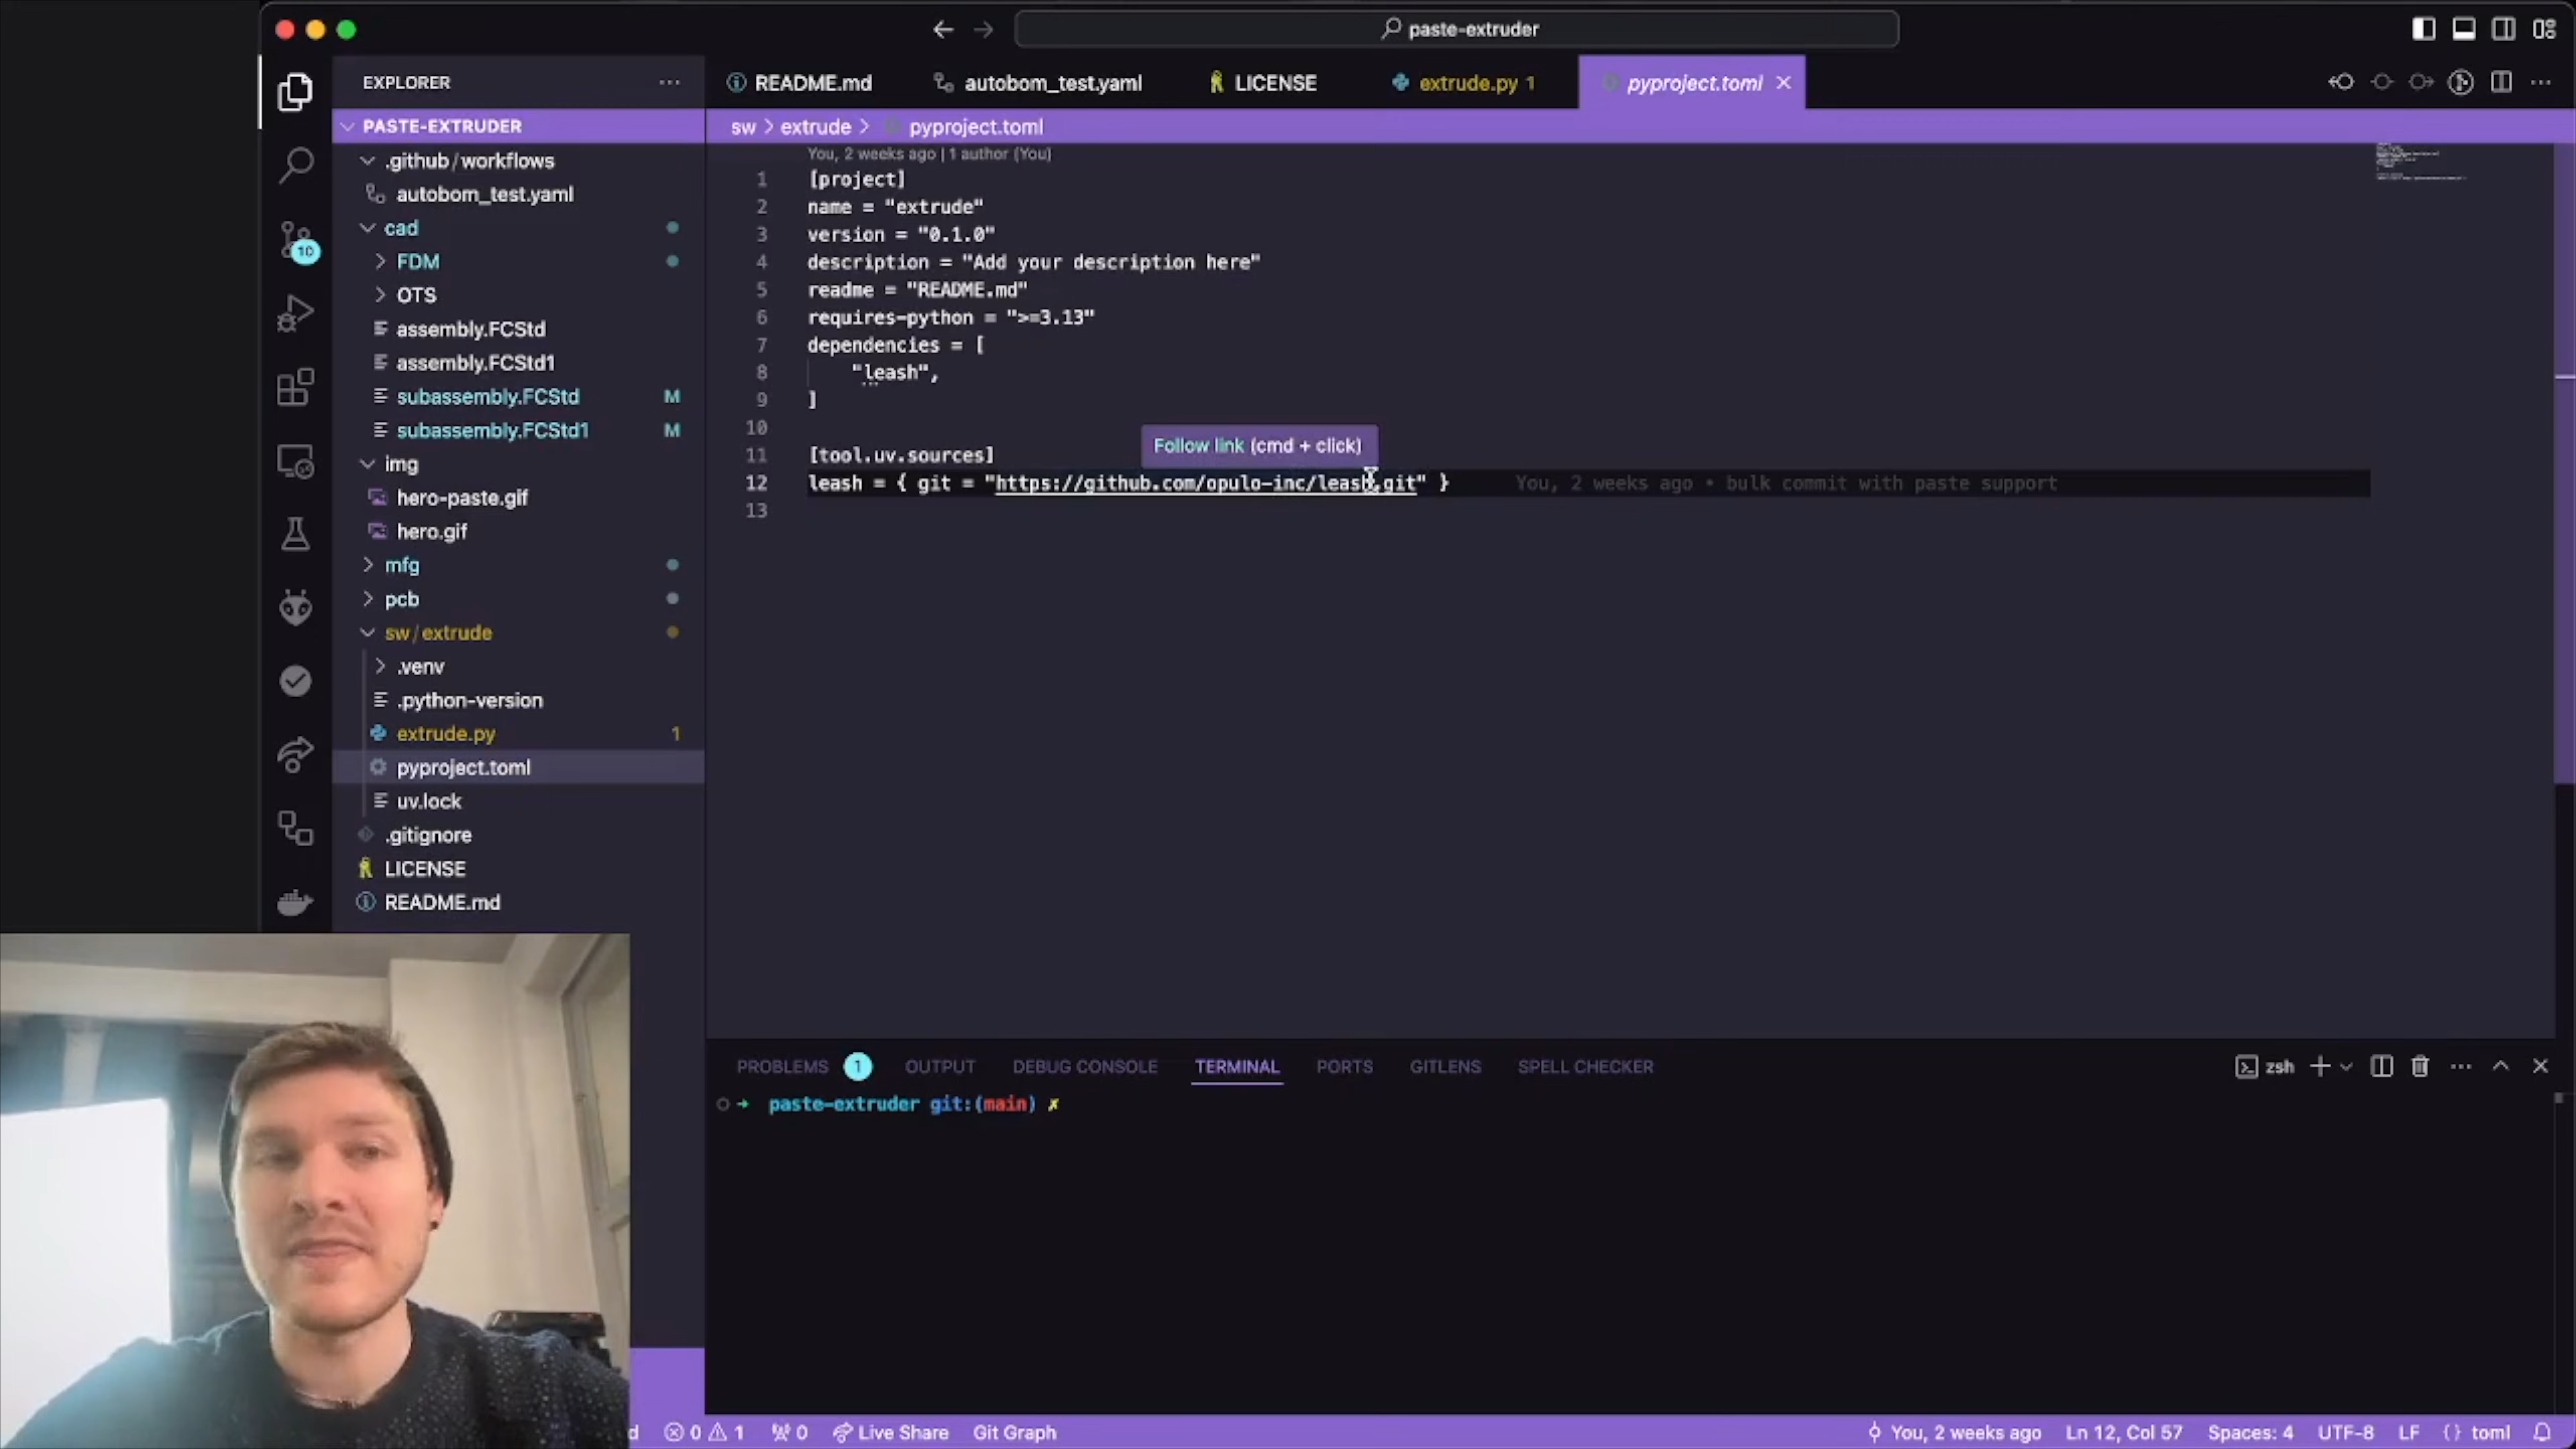 paste-extruder
EXPLORER
README.md
autobom_test.yaml
LICENSE
extrude.py 1
pyproject.toml
PASTE-EXTRUDER
.github/workflows
autobom_test.yaml
cad
FDM
OTS
assembly.FCStd
assembly.FCStd1
subassembly.FCStd M
subassembly.FCStd1 M
img
hero-paste.gif
hero.gif
mfg
pcb
sw/extrude
.venv
.python-version
extrude.py 1
pyproject.toml
uv.lock
.gitignore
LICENSE
README.md
10
sw > extrude > pyproject.toml
You, 2 weeks ago | 1 author (You)
1 [project]
2 name = "extrude"
3 version = "0.1.0"
4 description = "Add your description here"
5 readme = "README.md"
6 requires-python = ">=3.13"
7 dependencies = [
8 "leash",
9 ]
10
11 [tool.uv.sources]
Follow link (cmd + click)
12 leash = { git = "https://github.com/opulo-inc/leash.git" } You, 2 weeks ago • bulk commit with paste support
13
PROBLEMS 1 OUTPUT DEBUG CONSOLE TERMINAL PORTS GITLENS SPELL CHECKER
zsh
paste-extruder git:(main) ✗
d 0 1 0 Live Share Git Graph
You, 2 weeks ago Ln 12, Col 57 Spaces: 4 UTF-8 LF {} toml